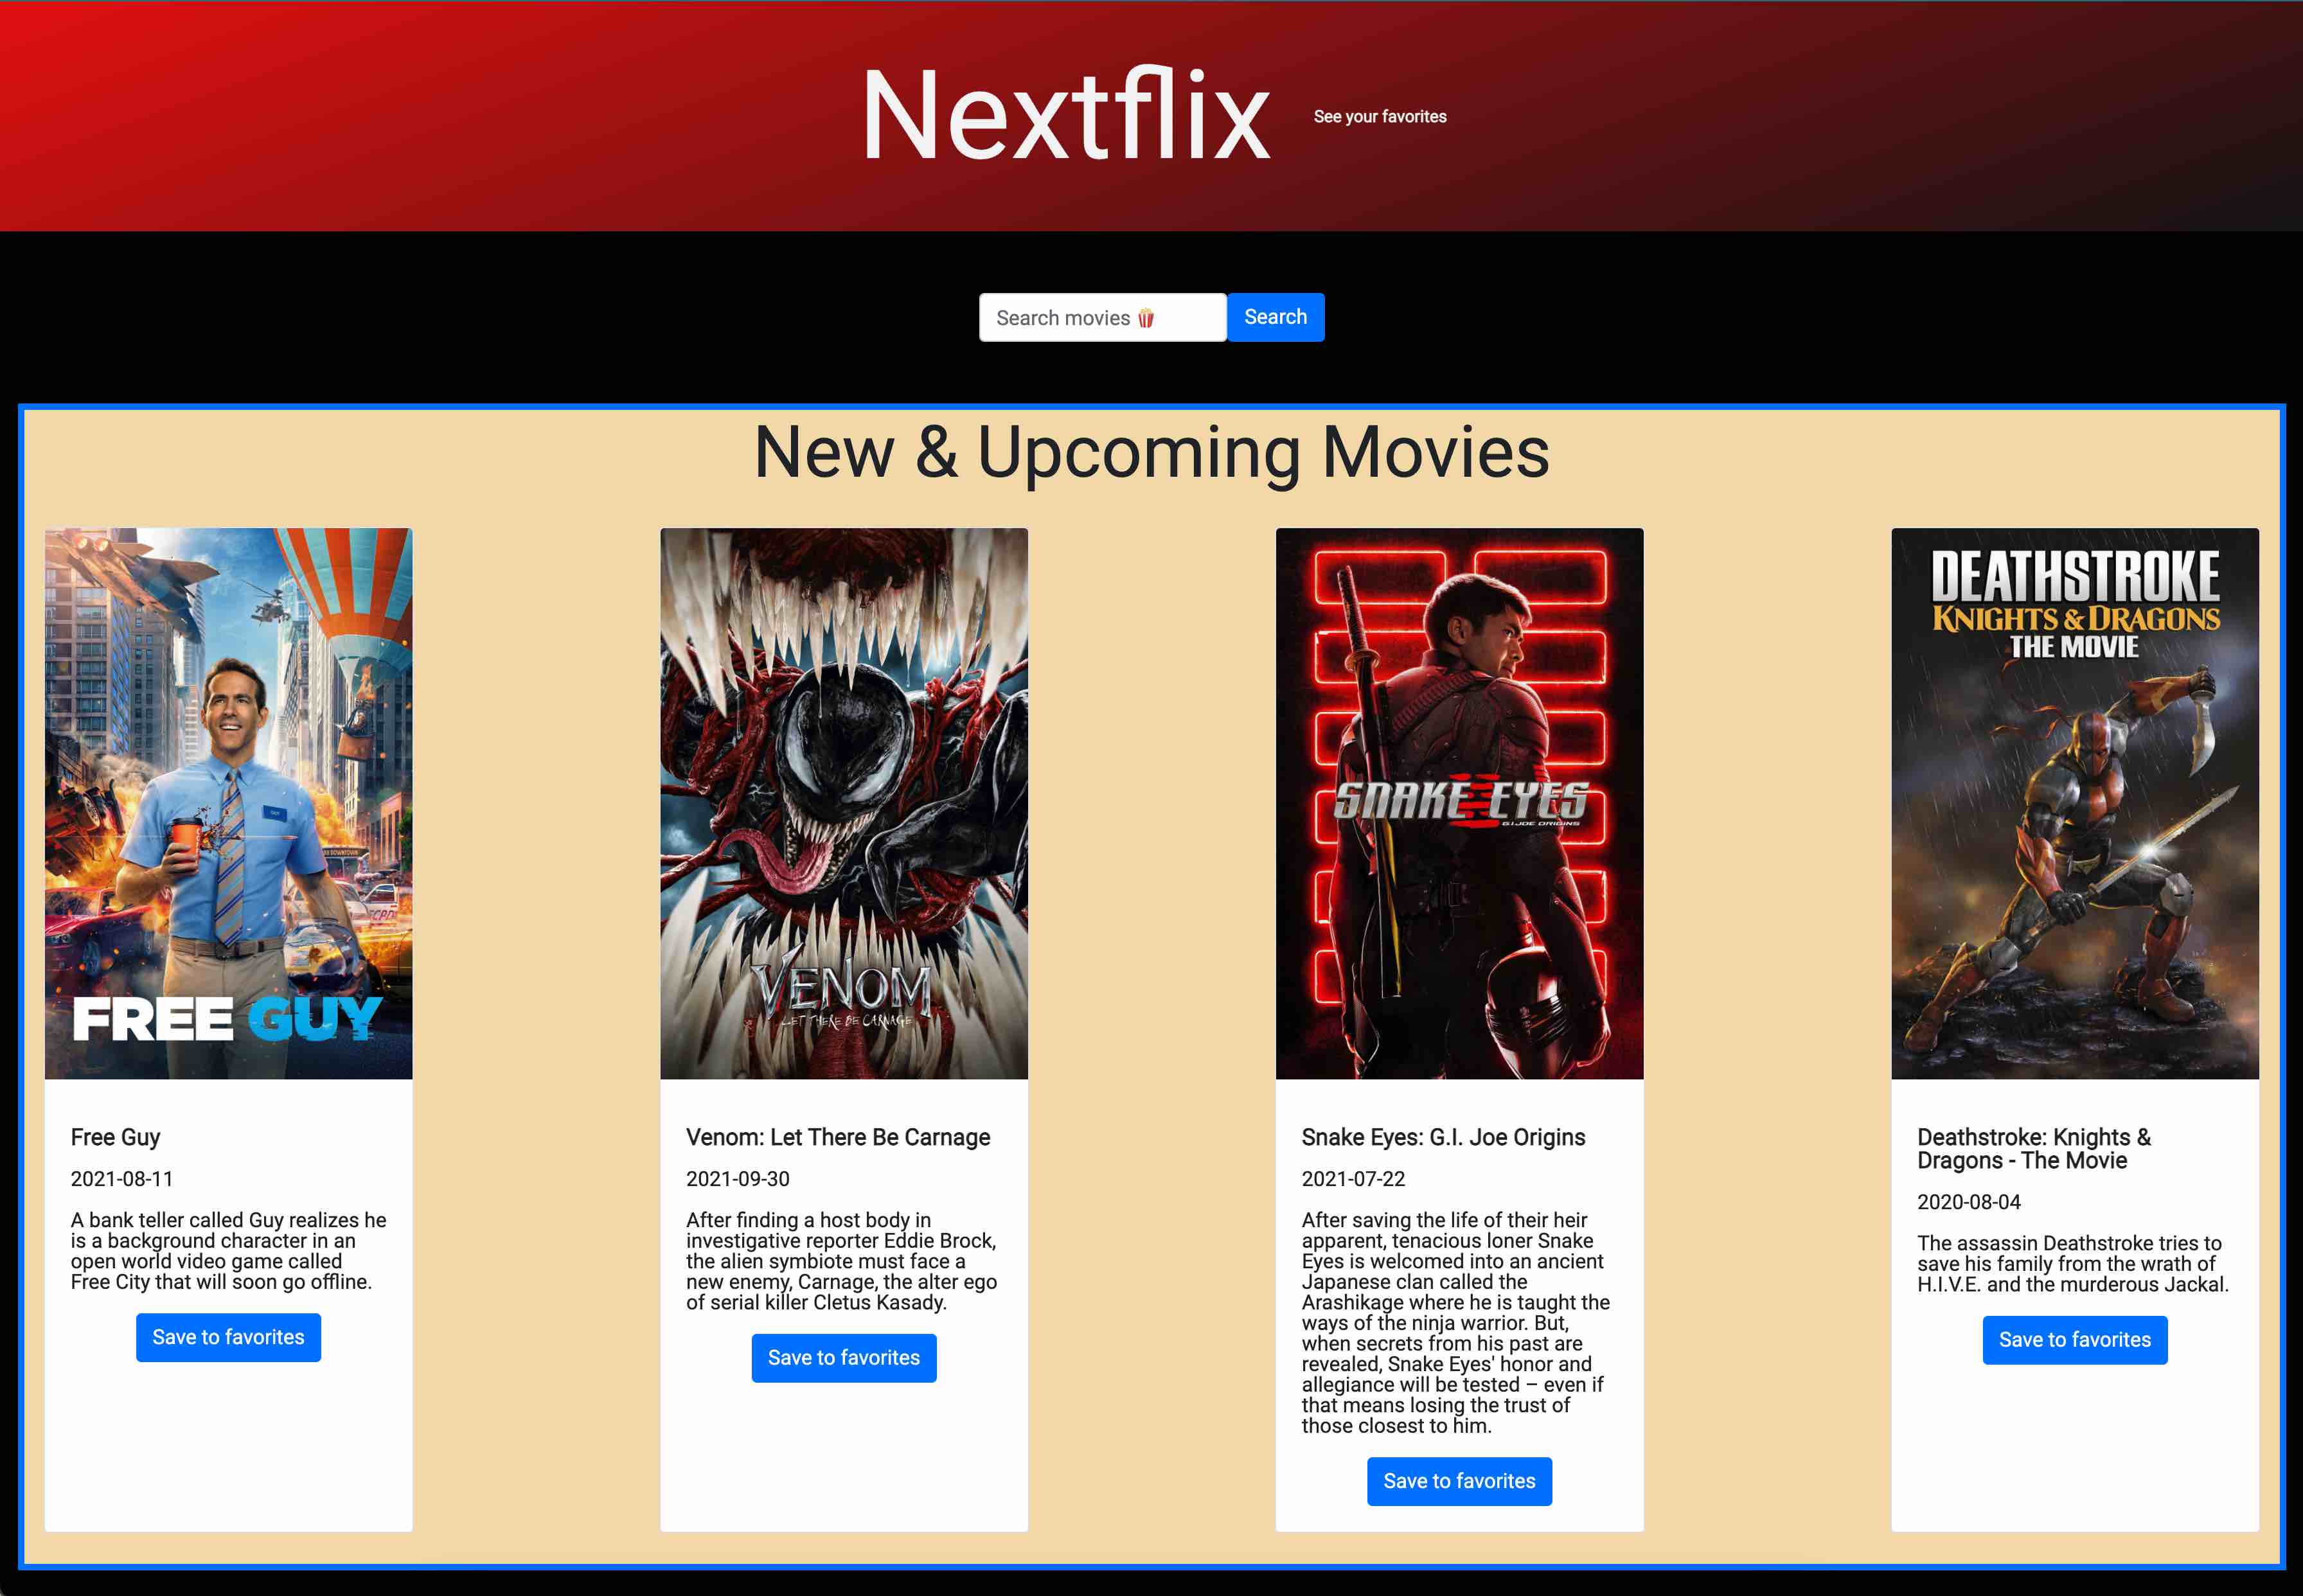 Nextflix
See your favorites
Search movies 🍿
Search
New & Upcoming Movies
FREE GUY
Free Guy
2021-08-11
A bank teller called Guy realizes he
is a background character in an
open world video game called
Free City that will soon go offline.
Save to favorites
VENOM
LET THERE BE CARNAGE
Venom: Let There Be Carnage
2021-09-30
After finding a host body in
investigative reporter Eddie Brock,
the alien symbiote must face a
new enemy, Carnage, the alter ego
of serial killer Cletus Kasady.
Save to favorites
SNAKE EYES
G.I. JOE ORIGINS
Snake Eyes: G.I. Joe Origins
2021-07-22
After saving the life of their heir
apparent, tenacious loner Snake
Eyes is welcomed into an ancient
Japanese clan called the
Arashikage where he is taught the
ways of the ninja warrior. But,
when secrets from his past are
revealed, Snake Eyes' honor and
allegiance will be tested – even if
that means losing the trust of
those closest to him.
Save to favorites
DEATHSTROKE
KNIGHTS & DRAGONS
THE MOVIE
Deathstroke: Knights &
Dragons - The Movie
2020-08-04
The assassin Deathstroke tries to
save his family from the wrath of
H.I.V.E. and the murderous Jackal.
Save to favorites